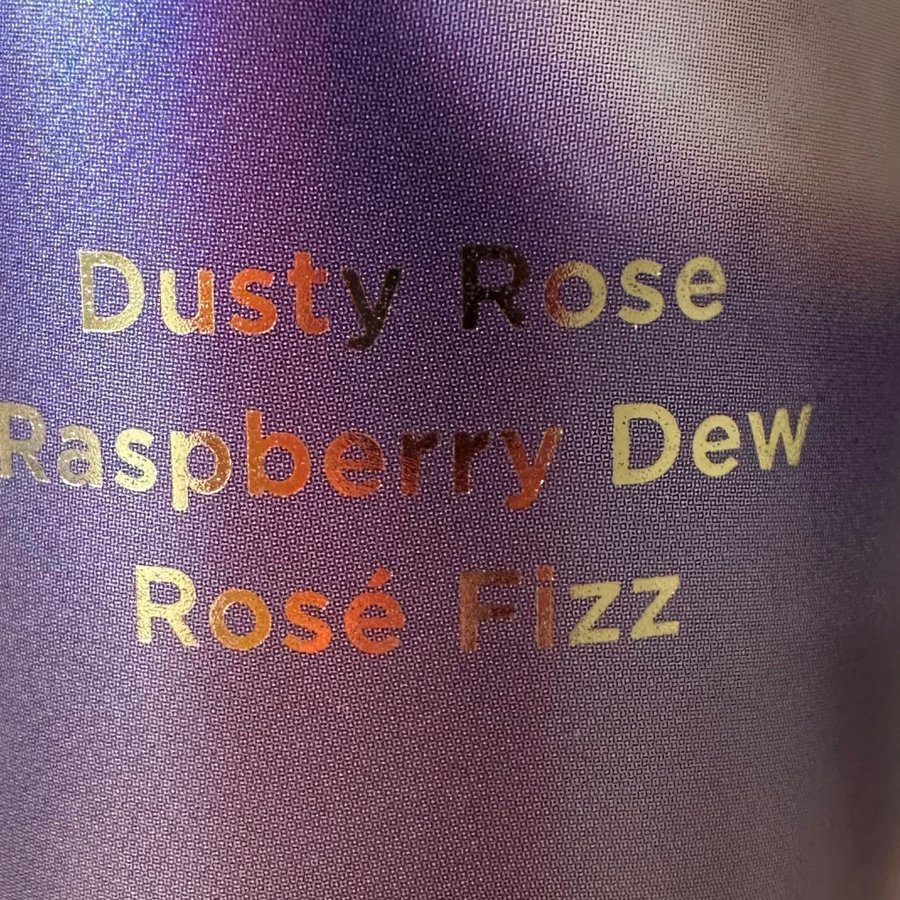 Dusty Rose
Raspberry Dew
Rosé Fizz